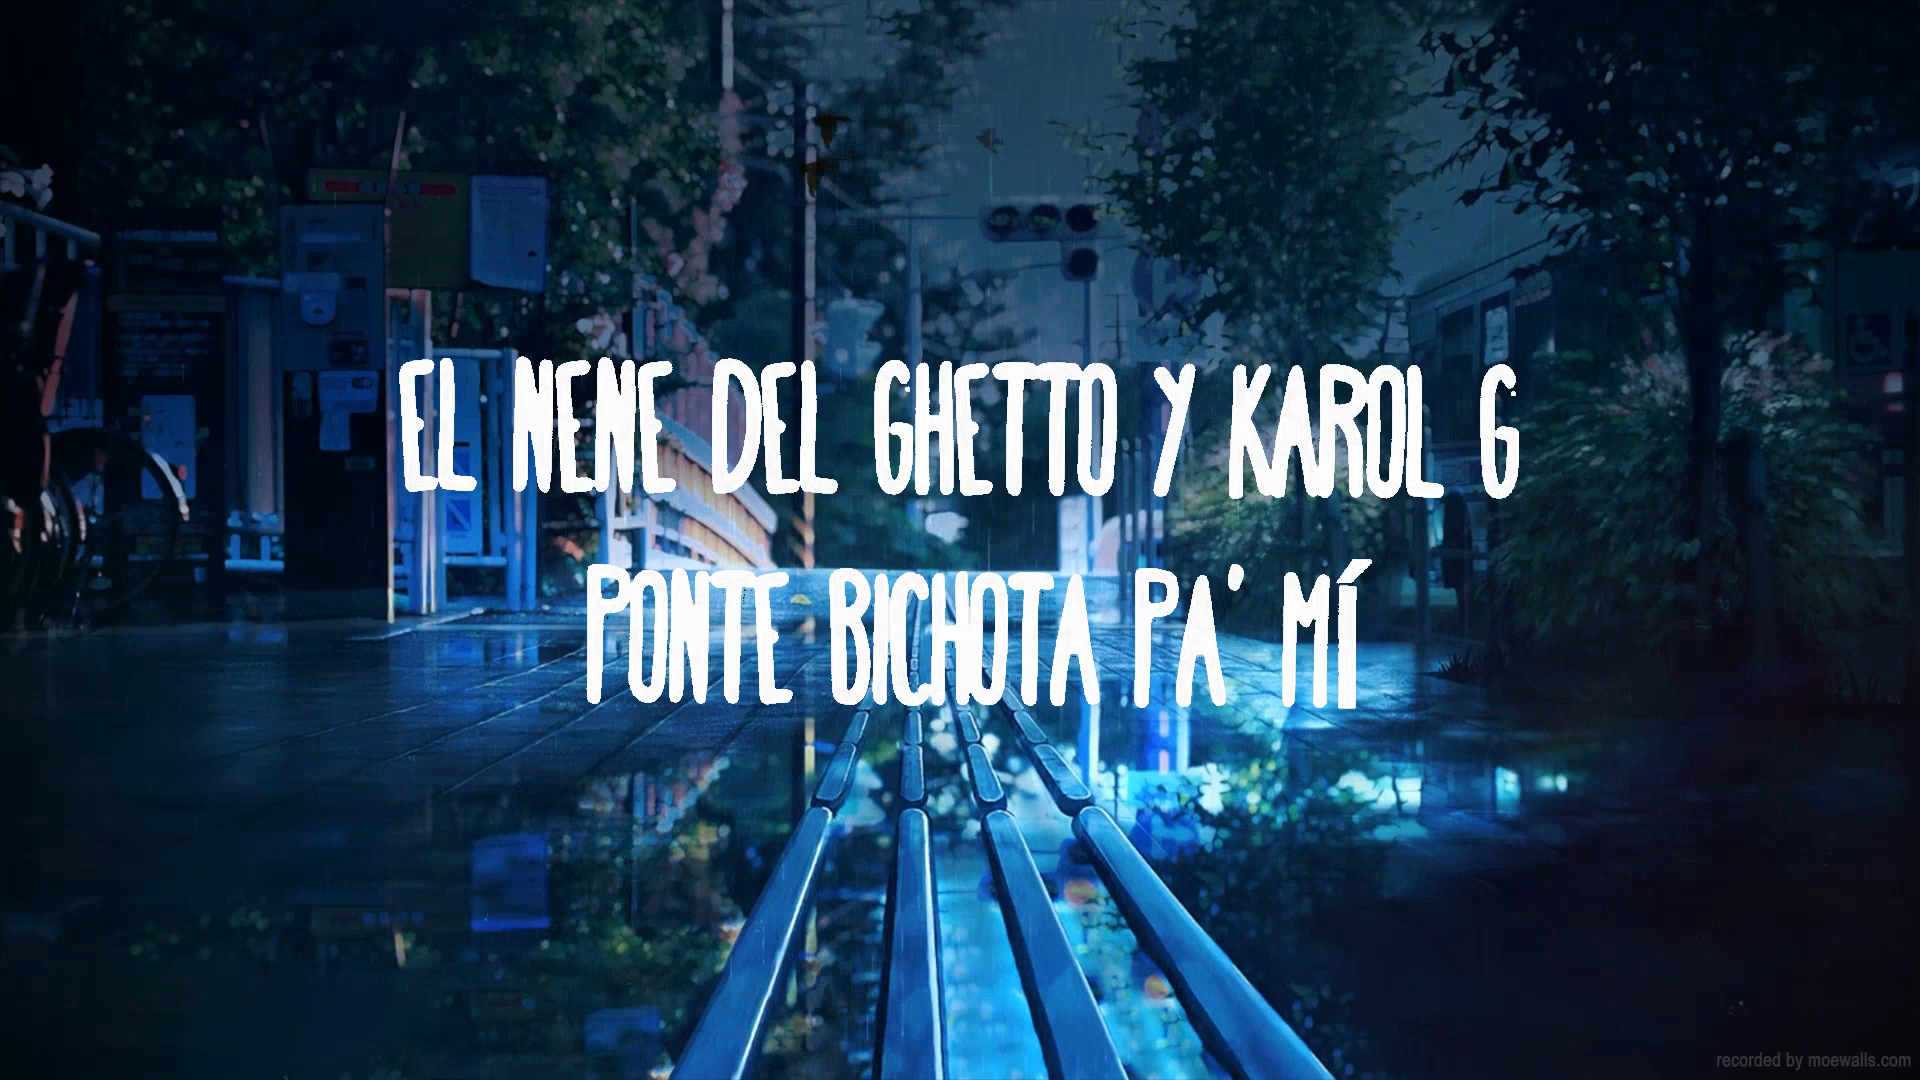 EL NENE DEL GHETTO Y KAROL G
PONTE BICHOTA PA' MÍ
recorded by moewalls.com